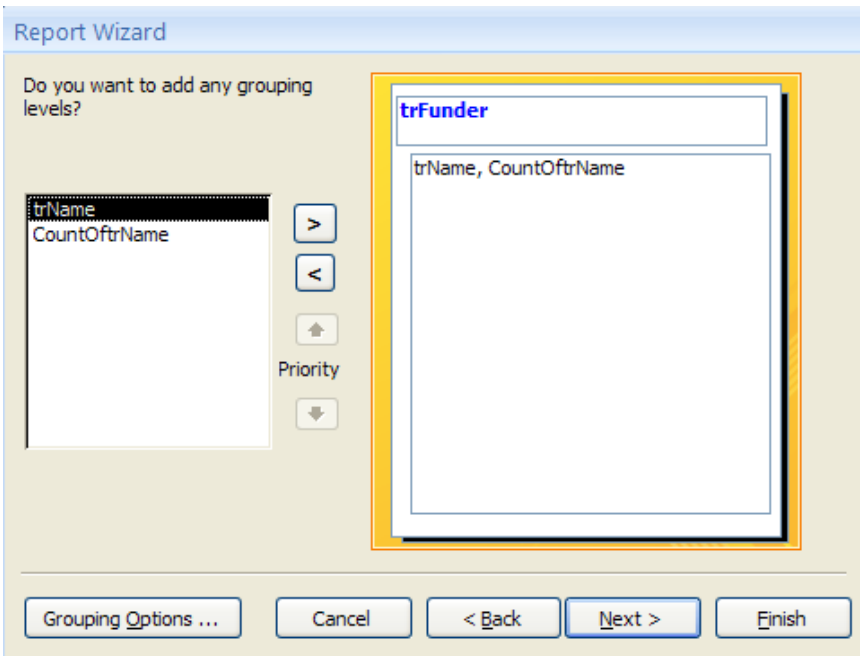 Report Wizard
Do you want to add any grouping
levels?
trName
CountOftrName
>
<
Priority
trFunder
trName, CountOftrName
Grouping Options ...
Cancel
< Back
Next >
Finish